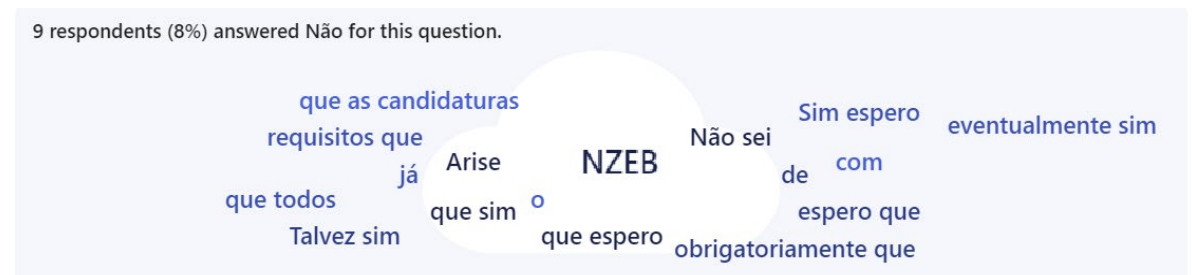 9 respondents (8%) answered Não for this question.
que as candidaturas
Sim espero
eventualmente sim
requisitos que
Não sei
Arise
NZEB
com
já
de
que todos
que sim
o
espero que
Talvez sim
que espero
obrigatoriamente que